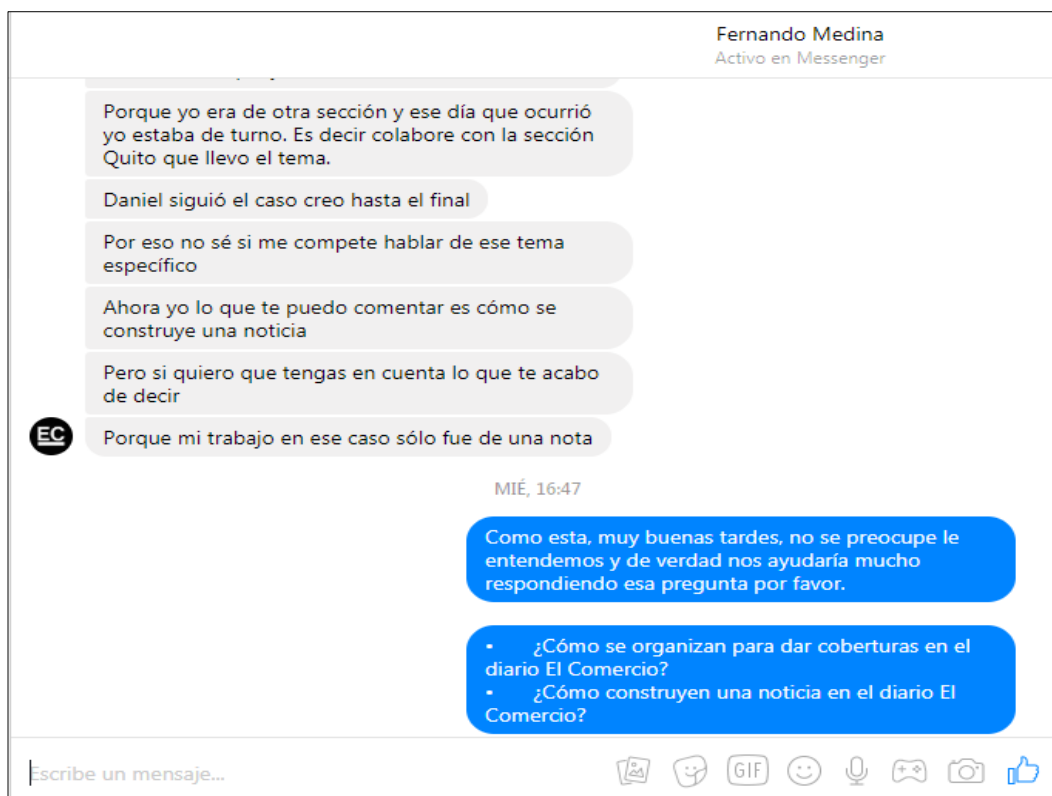 Fernando Medina
Activo en Messenger
Porque yo era de otra sección y ese día que ocurrió
yo estaba de turno. Es decir colabore con la sección
Quito que llevo el tema.
Daniel siguió el caso creo hasta el final
Por eso no sé si me compete hablar de ese tema
específico
Ahora yo lo que te puedo comentar es cómo se
construye una noticia
Pero si quiero que tengas en cuenta lo que te acabo
de decir
EC
Porque mi trabajo en ese caso sólo fue de una nota
MIÉ, 16:47
Como esta, muy buenas tardes, no se preocupe le
entendemos y de verdad nos ayudaría mucho
respondiendo esa pregunta por favor.
• ¿Cómo se organizan para dar coberturas en el
diario El Comercio?
• ¿Cómo construyen una noticia en el diario El
Comercio?
Escribe un mensaje...
GIF